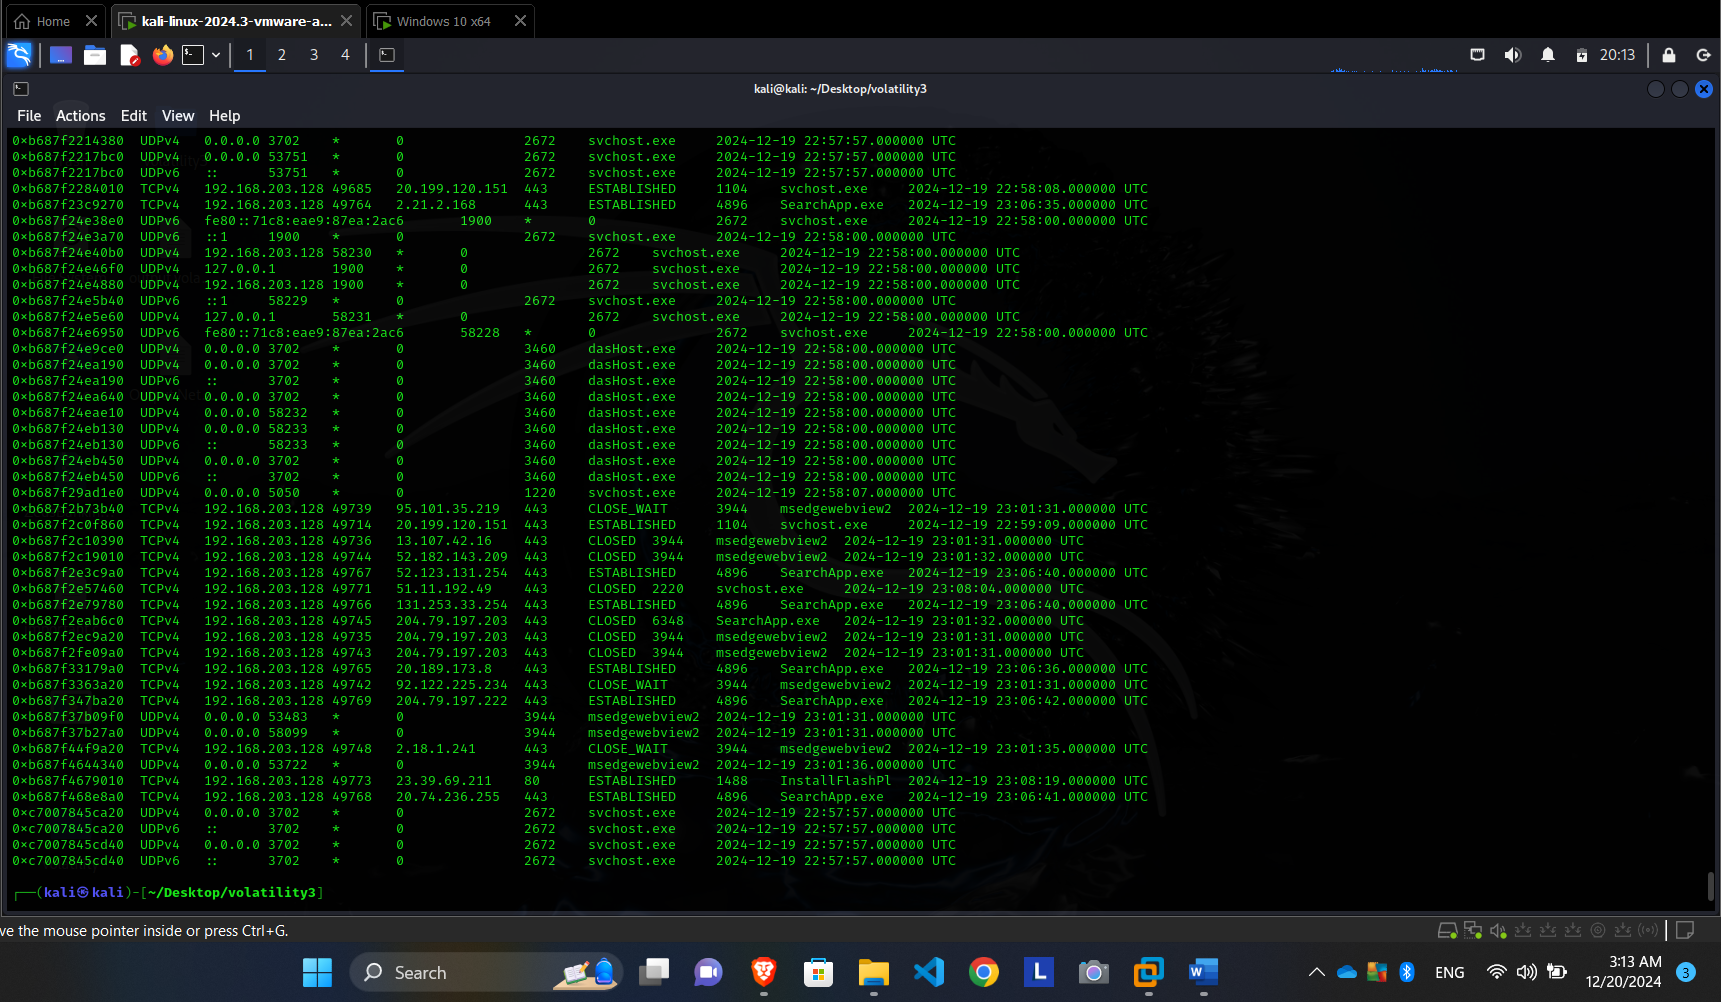 Home
kali-linux-2024.3-vmware-a...
Windows 10 x64
1 2 3 4
20:13
kali@kali: ~/Desktop/volatility3
File Actions Edit View Help
0×b687f2214380 UDPv4 0.0.0.0 3702 * 0 2672 svchost.exe 2024-12-19 22:57:57.000000 UTC
0×b687f2217bc0 UDPv4 0.0.0.0 53751 * 0 2672 svchost.exe 2024-12-19 22:57:57.000000 UTC
0×b687f2217bc0 UDPv6 :: 53751 * 0 2672 svchost.exe 2024-12-19 22:57:57.000000 UTC
0×b687f2284010 TCPv4 192.168.203.128 49685 20.199.120.151 443 ESTABLISHED 1104 svchost.exe 2024-12-19 22:58:08.000000 UTC
0×b687f23c9270 TCPv4 192.168.203.128 49764 2.21.2.168 443 ESTABLISHED 4896 SearchApp.exe 2024-12-19 23:06:35.000000 UTC
0×b687f24e38e0 UDPv6 fe80::71c8:eae9:87ea:2ac6 1900 * 0 2672 svchost.exe 2024-12-19 22:58:00.000000 UTC
0×b687f24e3a70 UDPv6 ::1 1900 * 0 2672 svchost.exe 2024-12-19 22:58:00.000000 UTC
0×b687f24e40b0 UDPv4 192.168.203.128 58230 * 0 2672 svchost.exe 2024-12-19 22:58:00.000000 UTC
0×b687f24e46f0 UDPv4 127.0.0.1 1900 * 0 2672 svchost.exe 2024-12-19 22:58:00.000000 UTC
0×b687f24e4880 UDPv4 192.168.203.128 1900 * 0 2672 svchost.exe 2024-12-19 22:58:00.000000 UTC
0×b687f24e5b40 UDPv6 ::1 58229 * 0 2672 svchost.exe 2024-12-19 22:58:00.000000 UTC
0×b687f24e5e60 UDPv4 127.0.0.1 58231 * 0 2672 svchost.exe 2024-12-19 22:58:00.000000 UTC
0×b687f24e6950 UDPv6 fe80::71c8:eae9:87ea:2ac6 58228 * 0 2672 svchost.exe 2024-12-19 22:58:00.000000 UTC
0×b687f24e9ce0 UDPv4 0.0.0.0 3702 * 0 3460 dasHost.exe 2024-12-19 22:58:00.000000 UTC
0×b687f24ea190 UDPv4 0.0.0.0 3702 * 0 3460 dasHost.exe 2024-12-19 22:58:00.000000 UTC
0×b687f24ea190 UDPv6 :: 3702 * 0 3460 dasHost.exe 2024-12-19 22:58:00.000000 UTC
0×b687f24ea640 UDPv4 0.0.0.0 3702 * 0 3460 dasHost.exe 2024-12-19 22:58:00.000000 UTC
0×b687f24eae10 UDPv4 0.0.0.0 58232 * 0 3460 dasHost.exe 2024-12-19 22:58:00.000000 UTC
0×b687f24eb130 UDPv4 0.0.0.0 58233 * 0 3460 dasHost.exe 2024-12-19 22:58:00.000000 UTC
0×b687f24eb130 UDPv6 :: 58233 * 0 3460 dasHost.exe 2024-12-19 22:58:00.000000 UTC
0×b687f24eb450 UDPv4 0.0.0.0 3702 * 0 3460 dasHost.exe 2024-12-19 22:58:00.000000 UTC
0×b687f24eb450 UDPv6 :: 3702 * 0 3460 dasHost.exe 2024-12-19 22:58:00.000000 UTC
0×b687f29ad1e0 UDPv4 0.0.0.0 5050 * 0 1220 svchost.exe 2024-12-19 22:58:07.000000 UTC
0×b687f2b73b40 TCPv4 192.168.203.128 49739 95.101.35.219 443 CLOSE_WAIT 3944 msedgewebview2 2024-12-19 23:01:31.000000 UTC
0×b687f2c0f860 TCPv4 192.168.203.128 49714 20.199.120.151 443 ESTABLISHED 1104 svchost.exe 2024-12-19 22:59:09.000000 UTC
0×b687f2c10390 TCPv4 192.168.203.128 49736 13.107.42.16 443 CLOSED 3944 msedgewebview2 2024-12-19 23:01:31.000000 UTC
0×b687f2c19010 TCPv4 192.168.203.128 49744 52.182.143.209 443 CLOSED 3944 msedgewebview2 2024-12-19 23:01:32.000000 UTC
0×b687f2e3c9a0 TCPv4 192.168.203.128 49767 52.123.131.254 443 ESTABLISHED 4896 SearchApp.exe 2024-12-19 23:06:40.000000 UTC
0×b687f2e57460 TCPv4 192.168.203.128 49771 51.11.192.49 443 CLOSED 2220 svchost.exe 2024-12-19 23:08:04.000000 UTC
0×b687f2e79780 TCPv4 192.168.203.128 49766 131.253.33.254 443 ESTABLISHED 4896 SearchApp.exe 2024-12-19 23:06:40.000000 UTC
0×b687f2eab6c0 TCPv4 192.168.203.128 49745 204.79.197.203 443 CLOSED 6348 SearchApp.exe 2024-12-19 23:01:32.000000 UTC
0×b687f2ec9a20 TCPv4 192.168.203.128 49735 204.79.197.203 443 CLOSED 3944 msedgewebview2 2024-12-19 23:01:31.000000 UTC
0×b687f2fe09a0 TCPv4 192.168.203.128 49743 204.79.197.203 443 CLOSED 3944 msedgewebview2 2024-12-19 23:01:31.000000 UTC
0×b687f33179a0 TCPv4 192.168.203.128 49765 20.189.173.8 443 ESTABLISHED 4896 SearchApp.exe 2024-12-19 23:06:36.000000 UTC
0×b687f3363a20 TCPv4 192.168.203.128 49742 92.122.225.234 443 CLOSE_WAIT 3944 msedgewebview2 2024-12-19 23:01:31.000000 UTC
0×b687f347ba20 TCPv4 192.168.203.128 49769 204.79.197.222 443 ESTABLISHED 4896 SearchApp.exe 2024-12-19 23:06:42.000000 UTC
0×b687f37b09f0 UDPv4 0.0.0.0 53483 * 0 3944 msedgewebview2 2024-12-19 23:01:31.000000 UTC
0×b687f37b27a0 UDPv4 0.0.0.0 58099 * 0 3944 msedgewebview2 2024-12-19 23:01:31.000000 UTC
0×b687f44f9a20 TCPv4 192.168.203.128 49748 2.18.1.241 443 CLOSE_WAIT 3944 msedgewebview2 2024-12-19 23:01:35.000000 UTC
0×b687f4644340 UDPv4 0.0.0.0 53722 * 0 3944 msedgewebview2 2024-12-19 23:01:36.000000 UTC
0×b687f4679010 TCPv4 192.168.203.128 49773 23.39.69.211 80 ESTABLISHED 1488 InstallFlashPl 2024-12-19 23:08:19.000000 UTC
0×b687f468e8a0 TCPv4 192.168.203.128 49768 20.74.236.255 443 ESTABLISHED 4896 SearchApp.exe 2024-12-19 23:06:41.000000 UTC
0×c7007845ca20 UDPv4 0.0.0.0 3702 * 0 2672 svchost.exe 2024-12-19 22:57:57.000000 UTC
0×c7007845ca20 UDPv6 :: 3702 * 0 2672 svchost.exe 2024-12-19 22:57:57.000000 UTC
0×c7007845cd40 UDPv4 0.0.0.0 3702 * 0 2672 svchost.exe 2024-12-19 22:57:57.000000 UTC
0×c7007845cd40 UDPv6 :: 3702 * 0 2672 svchost.exe 2024-12-19 22:57:57.000000 UTC
┌──(kali㉿kali)-[~/Desktop/volatility3]
ve the mouse pointer inside or press Ctrl+G.
Search
L
ENG
3:13 AM
12/20/2024
3